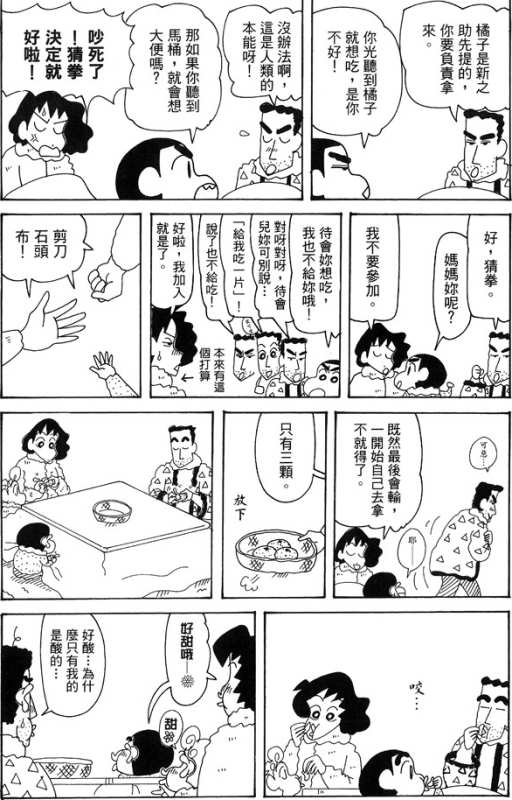 橘子是新之
助先提的，
你要負責拿
來。
你光聽到橘子
就想吃，是你
不好！
沒辦法啊，
這是人類的
本能呀！
那如果你聽到
馬桶，就會想
大便嗎？
吵死了
！猜拳
決定就
好啦！
好，猜拳。
媽媽妳呢？
我不要參加。
待會妳想吃，
我也不給妳哦！
對呀對呀，待會
兒妳可別說…
「給我吃一片」！
說了也不給吃！
好啦，我加入
就是了。
本來有這
個打算
剪刀
石頭
布！
可惡…
既然最後會輸，
一開始自己去拿
不就得了。
耶
只有三顆。
放下
咬…
好甜哦
甜
好酸…為什
麼只有我的
是酸的…